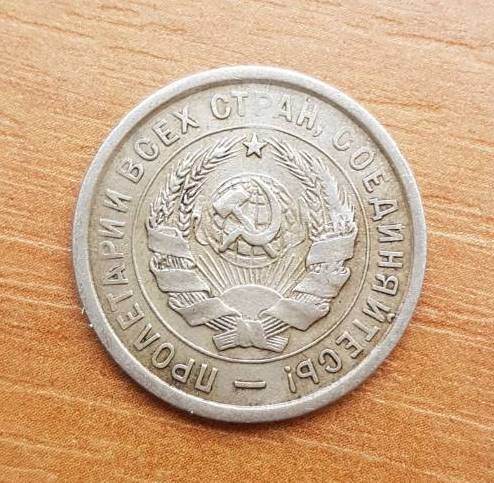 ПРОЛЕТАРИИ ВСЕХ СТРАН, СОЕДИНЯЙТЕСЬ! —